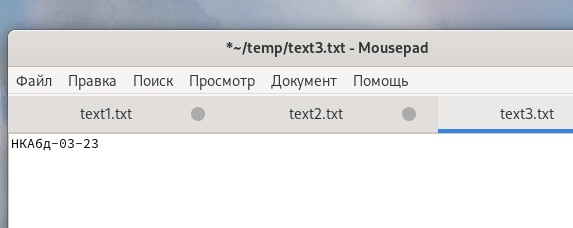 *~/temp/text3.txt - Mousepad
Файл Правка Поиск Просмотр Документ Помощь
text1.txt text2.txt text3.txt
НКАбд-03-23